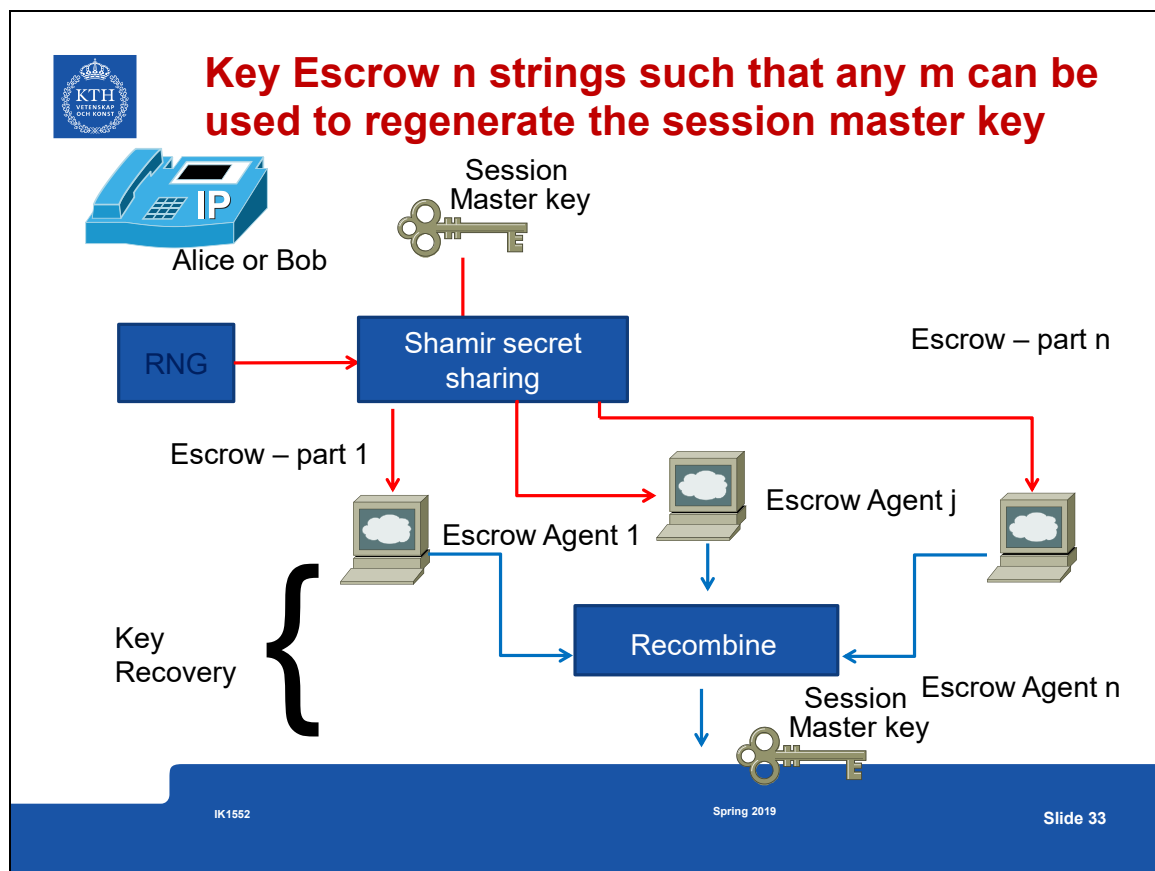 KTH
VETENSKAP
OCH KONST
Key Escrow n strings such that any m can be
used to regenerate the session master key
IP
Alice or Bob
Session
Master key
RNG
Shamir secret
sharing
Escrow – part n
Escrow – part 1
Escrow Agent 1
Escrow Agent j
Key
Recovery
{
Recombine
Escrow Agent n
Session
Master key
IK1552
Spring 2019
Slide 33